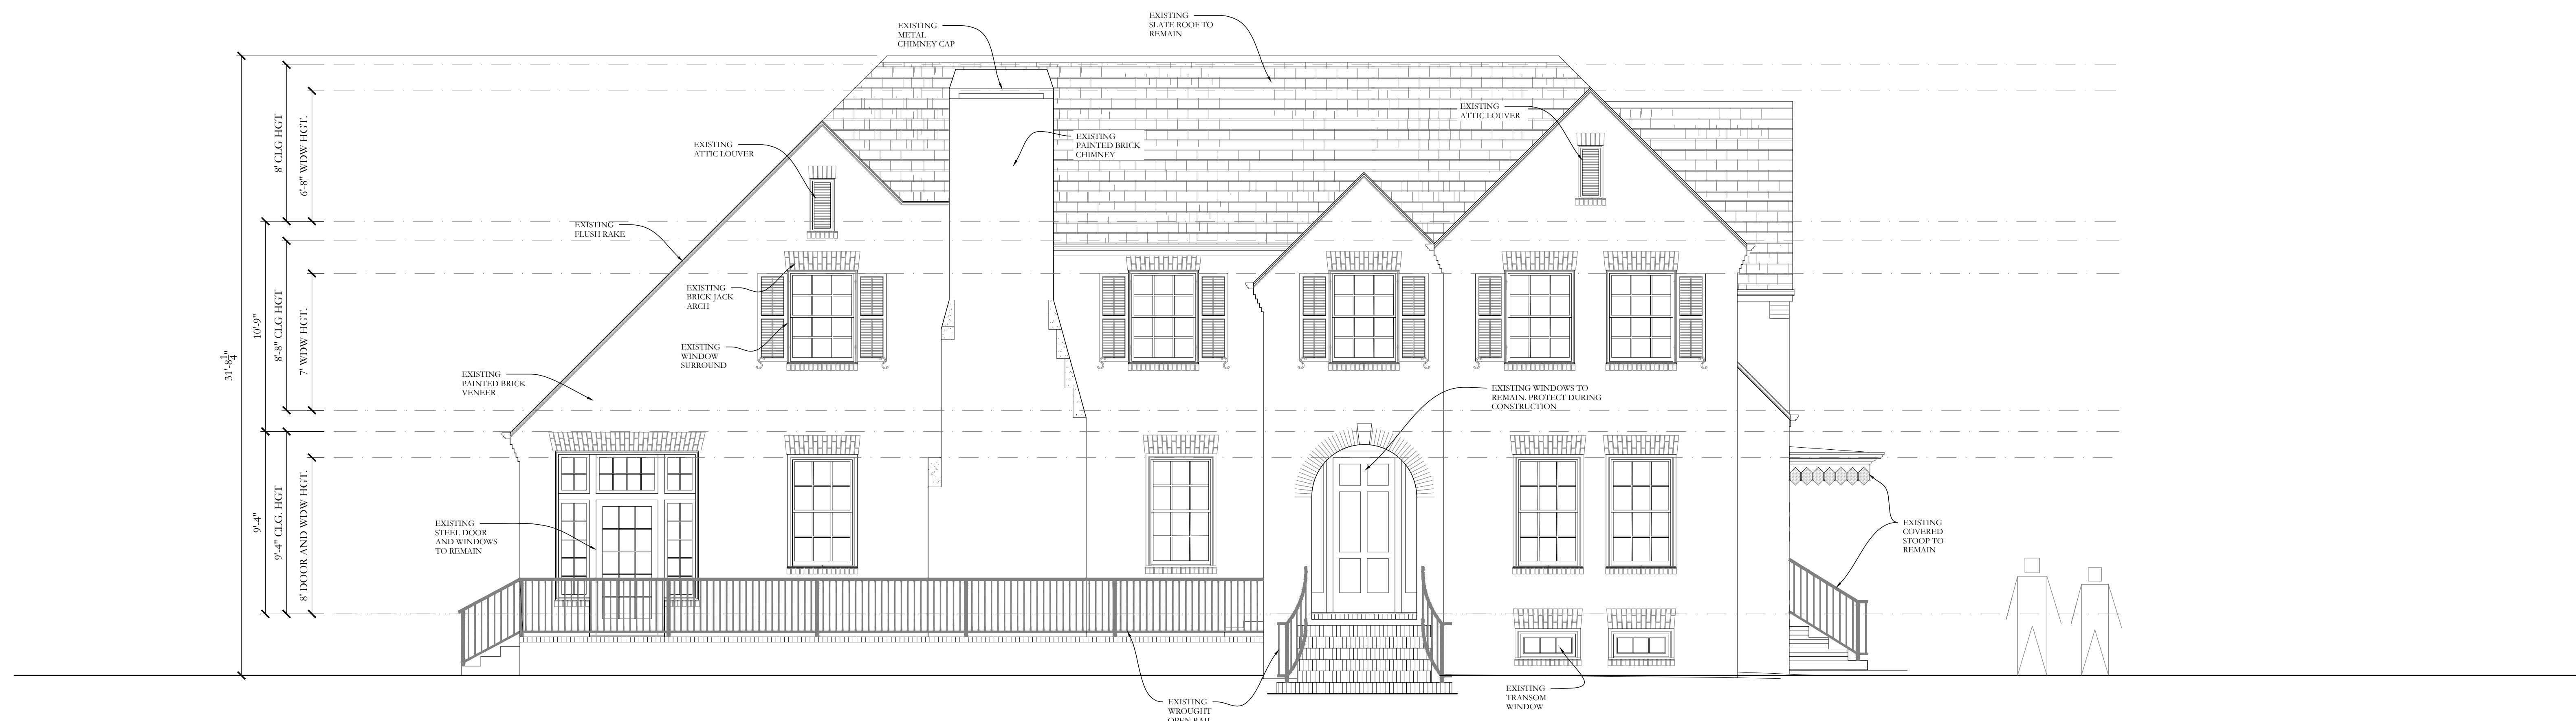 EXISTING
METAL
CHIMNEY CAP
EXISTING
SLATE ROOF TO
REMAIN
EXISTING
ATTIC LOUVER
EXISTING
PAINTED BRICK
CHIMNEY
EXISTING
ATTIC LOUVER
EXISTING
FLUSH RAKE
EXISTING
BRICK JACK
ARCH
EXISTING
WINDOW
SURROUND
EXISTING
PAINTED BRICK
VENEER
EXISTING WINDOWS TO
REMAIN. PROTECT DURING
CONSTRUCTION
EXISTING
STEEL DOOR
AND WINDOWS
TO REMAIN
EXISTING
COVERED
STOOP TO
REMAIN
EXISTING
TRANSOM
WINDOW
EXISTING
WROUGHT
OPEN RAIL
31'-8 1/4"
10'-9"
9'-4"
8' CLG HGT
8'-8" CLG HGT
9'-4" CLG. HGT
6'-8" WDW HGT.
7' WDW HGT.
8' DOOR AND WDW HGT.